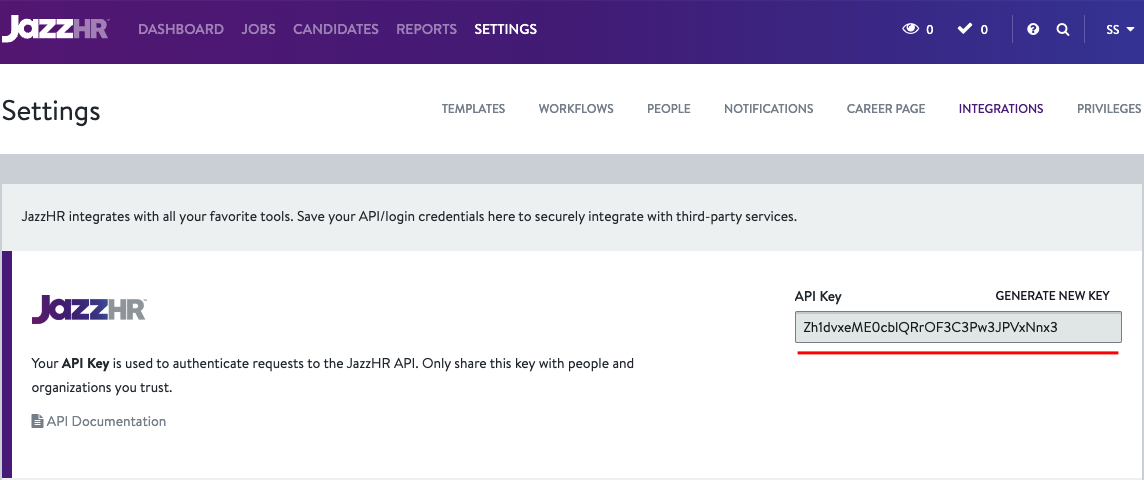 JazzHR
DASHBOARD JOBS CANDIDATES REPORTS SETTINGS 0 0 SS
Settings
TEMPLATES WORKFLOWS PEOPLE NOTIFICATIONS CAREER PAGE INTEGRATIONS PRIVILEGES
JazzHR integrates with all your favorite tools. Save your API/login credentials here to securely integrate with third-party services.
JazzHR
API Key GENERATE NEW KEY
Zh1dvxeME0cblQRrOF3C3Pw3JPVxNnx3
Your API Key is used to authenticate requests to the JazzHR API. Only share this key with people and
organizations you trust.
API Documentation